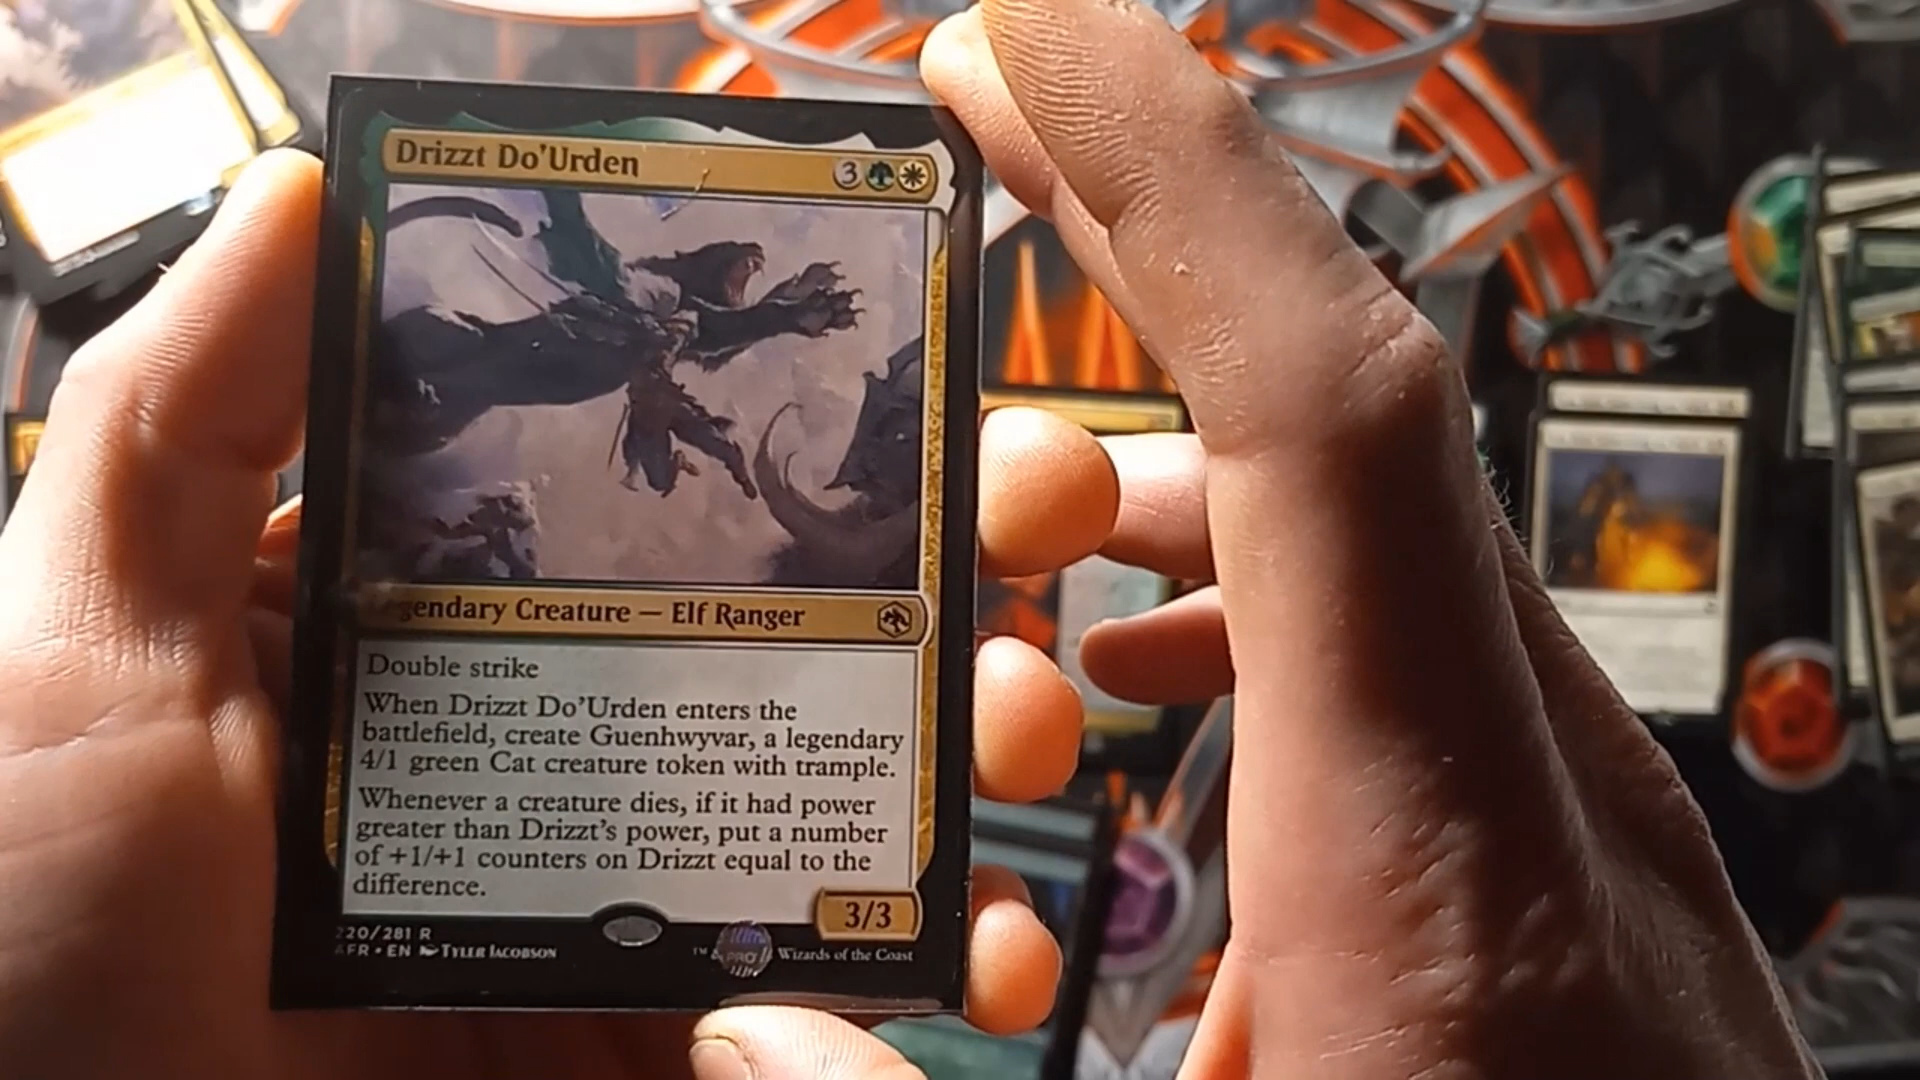 Drizzt Do'Urden 3
Legendary Creature — Elf Ranger
Double strike
When Drizzt Do'Urden enters the
battlefield, create Guenhwyvar, a legendary
4/1 green Cat creature token with trample.
Whenever a creature dies, if it had power
greater than Drizzt's power, put a number
of +1/+1 counters on Drizzt equal to the
difference.
3/3
220/281 R
AFR • EN TYLER JACOBSON
™ & Wizards of the Coast
PRO